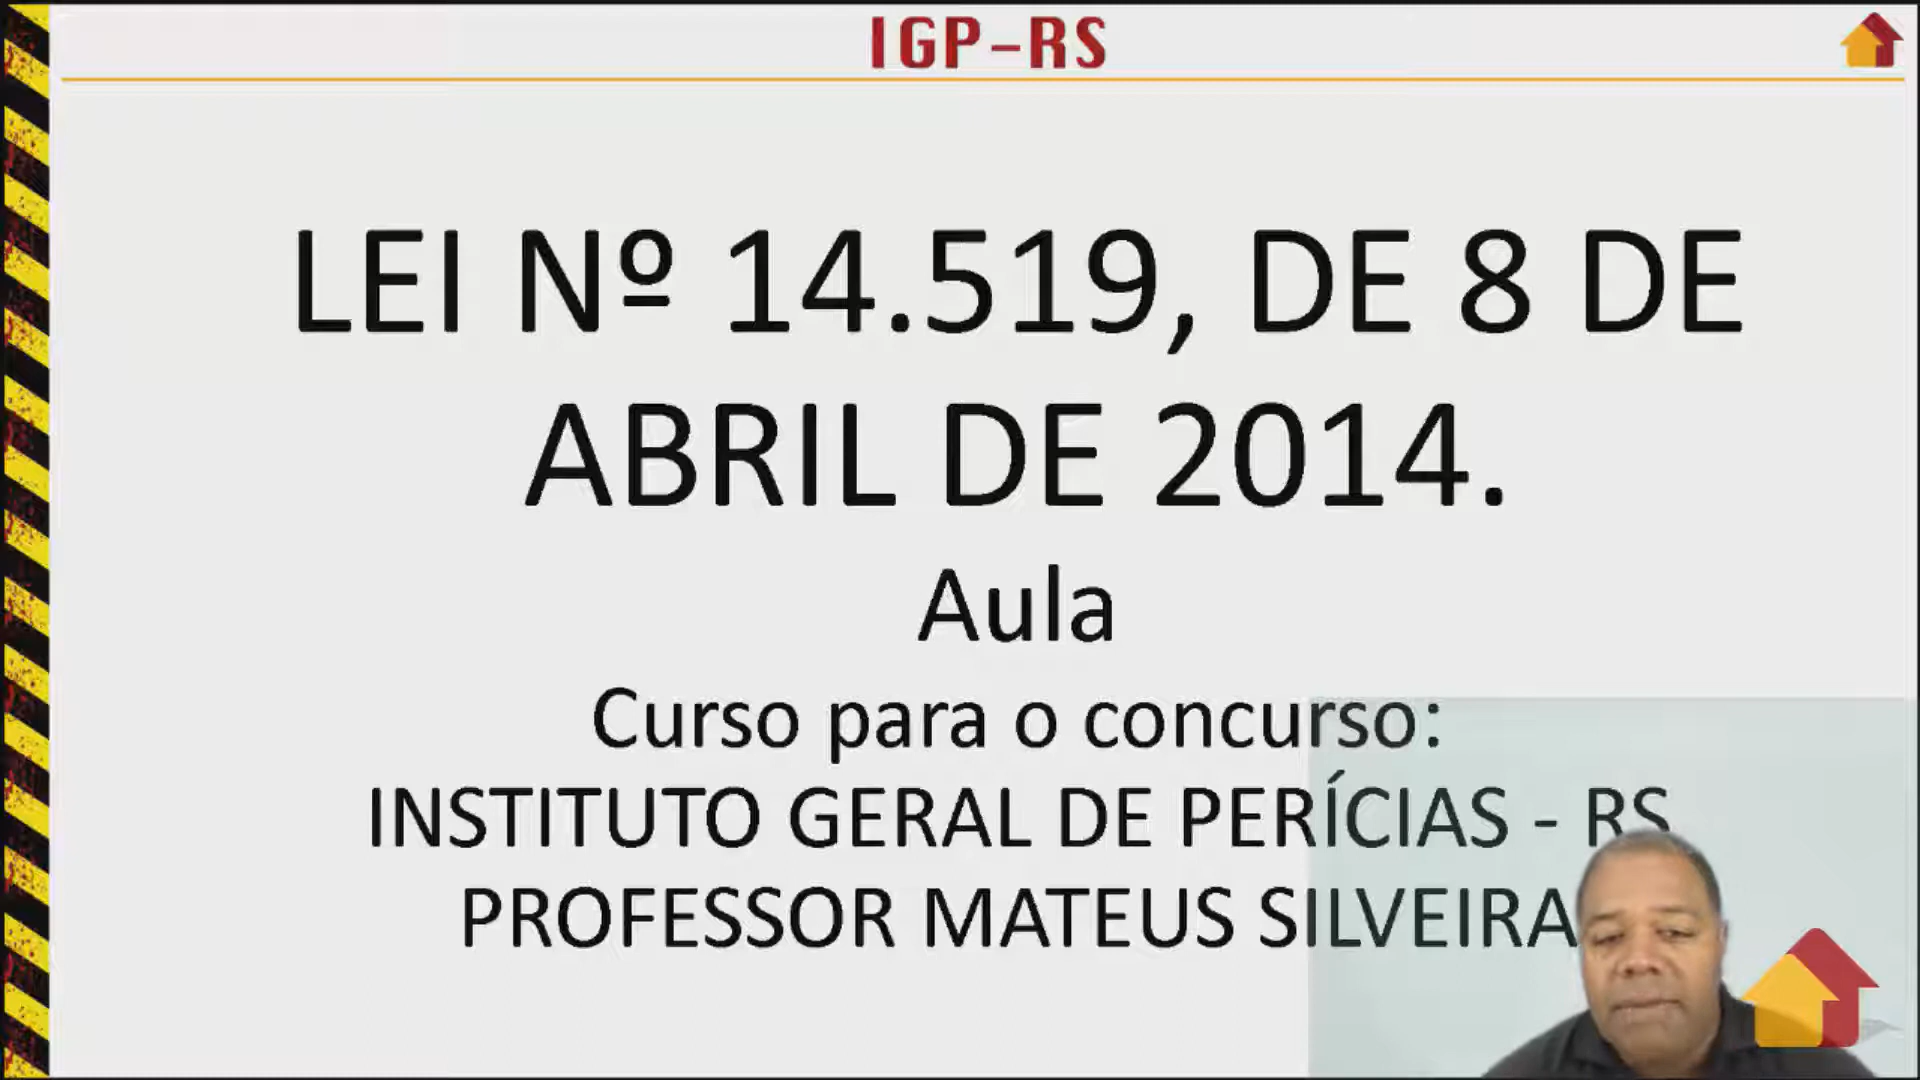 IGP-RS
LEI Nº 14.519, DE 8 DE
ABRIL DE 2014.
Aula
Curso para o concurso:
INSTITUTO GERAL DE PERÍCIAS - RS
PROFESSOR MATEUS SILVEIRA